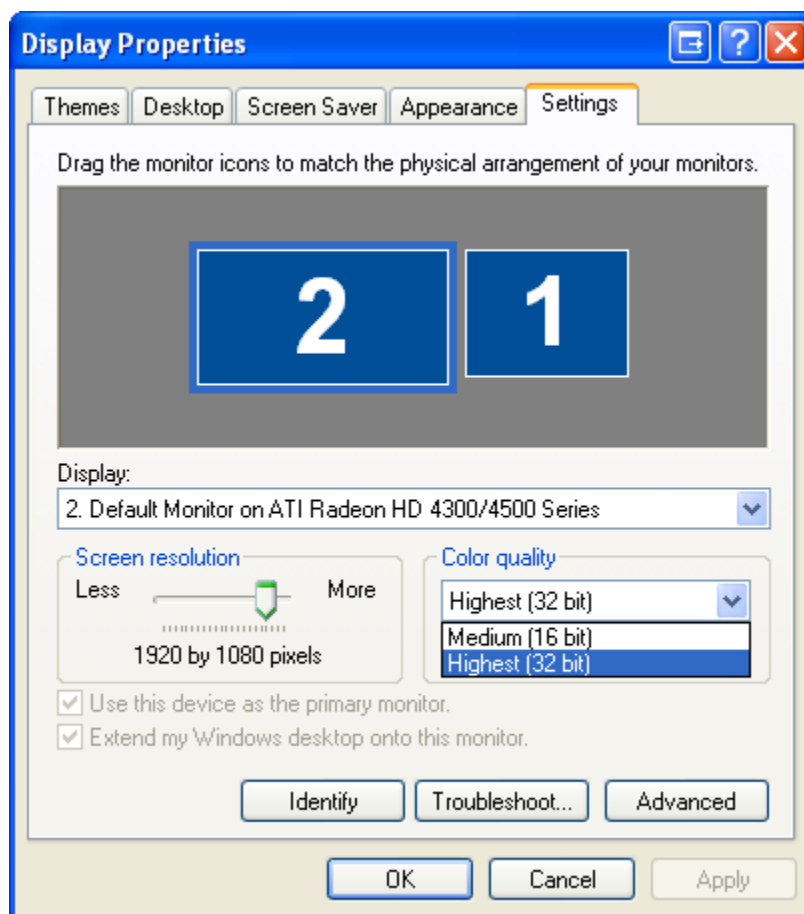 Display Properties
Themes Desktop Screen Saver Appearance Settings
Drag the monitor icons to match the physical arrangement of your monitors.
2 1
Display:
2. Default Monitor on ATI Radeon HD 4300/4500 Series
Screen resolution
Less More
1920 by 1080 pixels
Color quality
Highest (32 bit)
Medium (16 bit)
Highest (32 bit)
Use this device as the primary monitor.
Extend my Windows desktop onto this monitor.
Identify Troubleshoot... Advanced
OK Cancel Apply